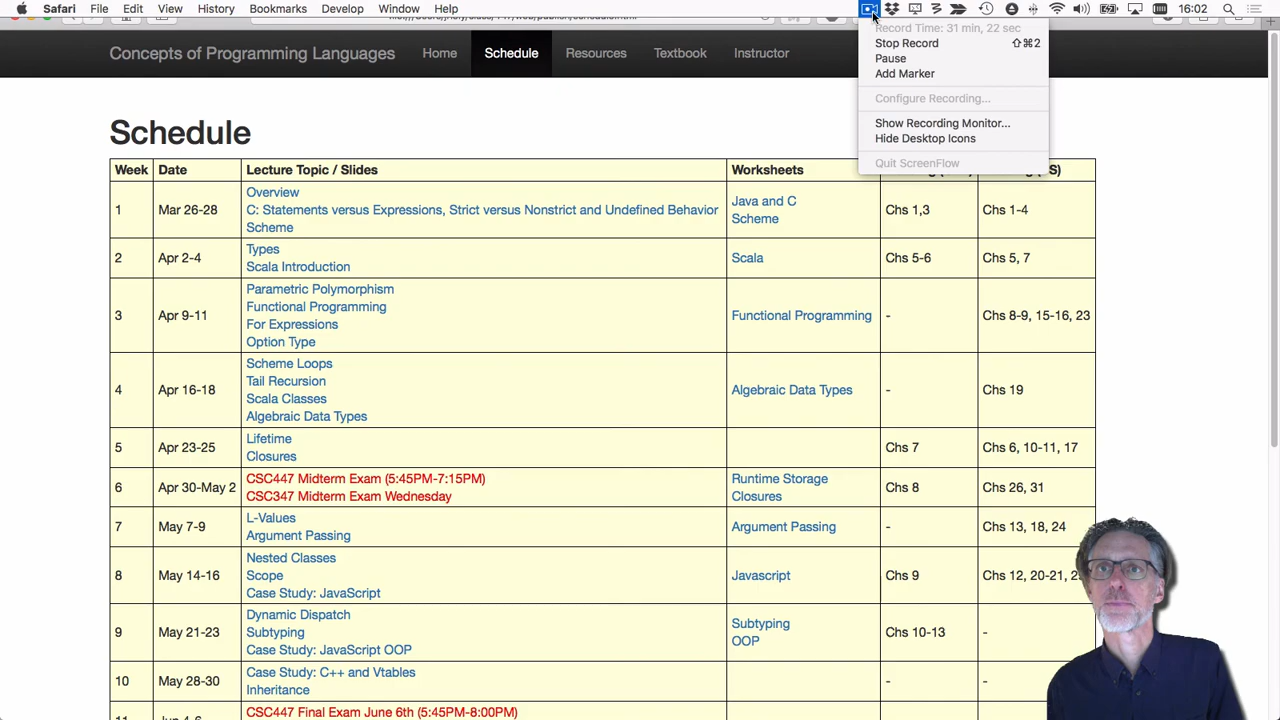 Safari File Edit View History Bookmarks Develop Window Help 16:02
Record Time: 31 min, 22 sec
Stop Record ⇧⌘2
Pause
Add Marker
Configure Recording...
Show Recording Monitor...
Hide Desktop Icons
Quit ScreenFlow
Concepts of Programming Languages Home Schedule Resources Textbook Instructor
Schedule
Week Date Lecture Topic / Slides Worksheets
1 Mar 26-28
Overview
C: Statements versus Expressions, Strict versus Nonstrict and Undefined Behavior
Scheme
Java and C
Scheme
Chs 1,3 Chs 1-4
2 Apr 2-4
Types
Scala Introduction
Scala Chs 5-6 Chs 5, 7
3 Apr 9-11
Parametric Polymorphism
Functional Programming
For Expressions
Option Type
Functional Programming - Chs 8-9, 15-16, 23
4 Apr 16-18
Scheme Loops
Tail Recursion
Scala Classes
Algebraic Data Types
Algebraic Data Types - Chs 19
5 Apr 23-25
Lifetime
Closures
Chs 7 Chs 6, 10-11, 17
6 Apr 30-May 2
CSC447 Midterm Exam (5:45PM-7:15PM)
CSC347 Midterm Exam Wednesday
Runtime Storage
Closures
Chs 8 Chs 26, 31
7 May 7-9
L-Values
Argument Passing
Argument Passing - Chs 13, 18, 24
8 May 14-16
Nested Classes
Scope
Case Study: JavaScript
Javascript Chs 9 Chs 12, 20-21,
9 May 21-23
Dynamic Dispatch
Subtyping
Case Study: JavaScript OOP
Subtyping
OOP
Chs 10-13 -
10 May 28-30
Case Study: C++ and Vtables
Inheritance
- -
CSC447 Final Exam June 6th (5:45PM-8:00PM)